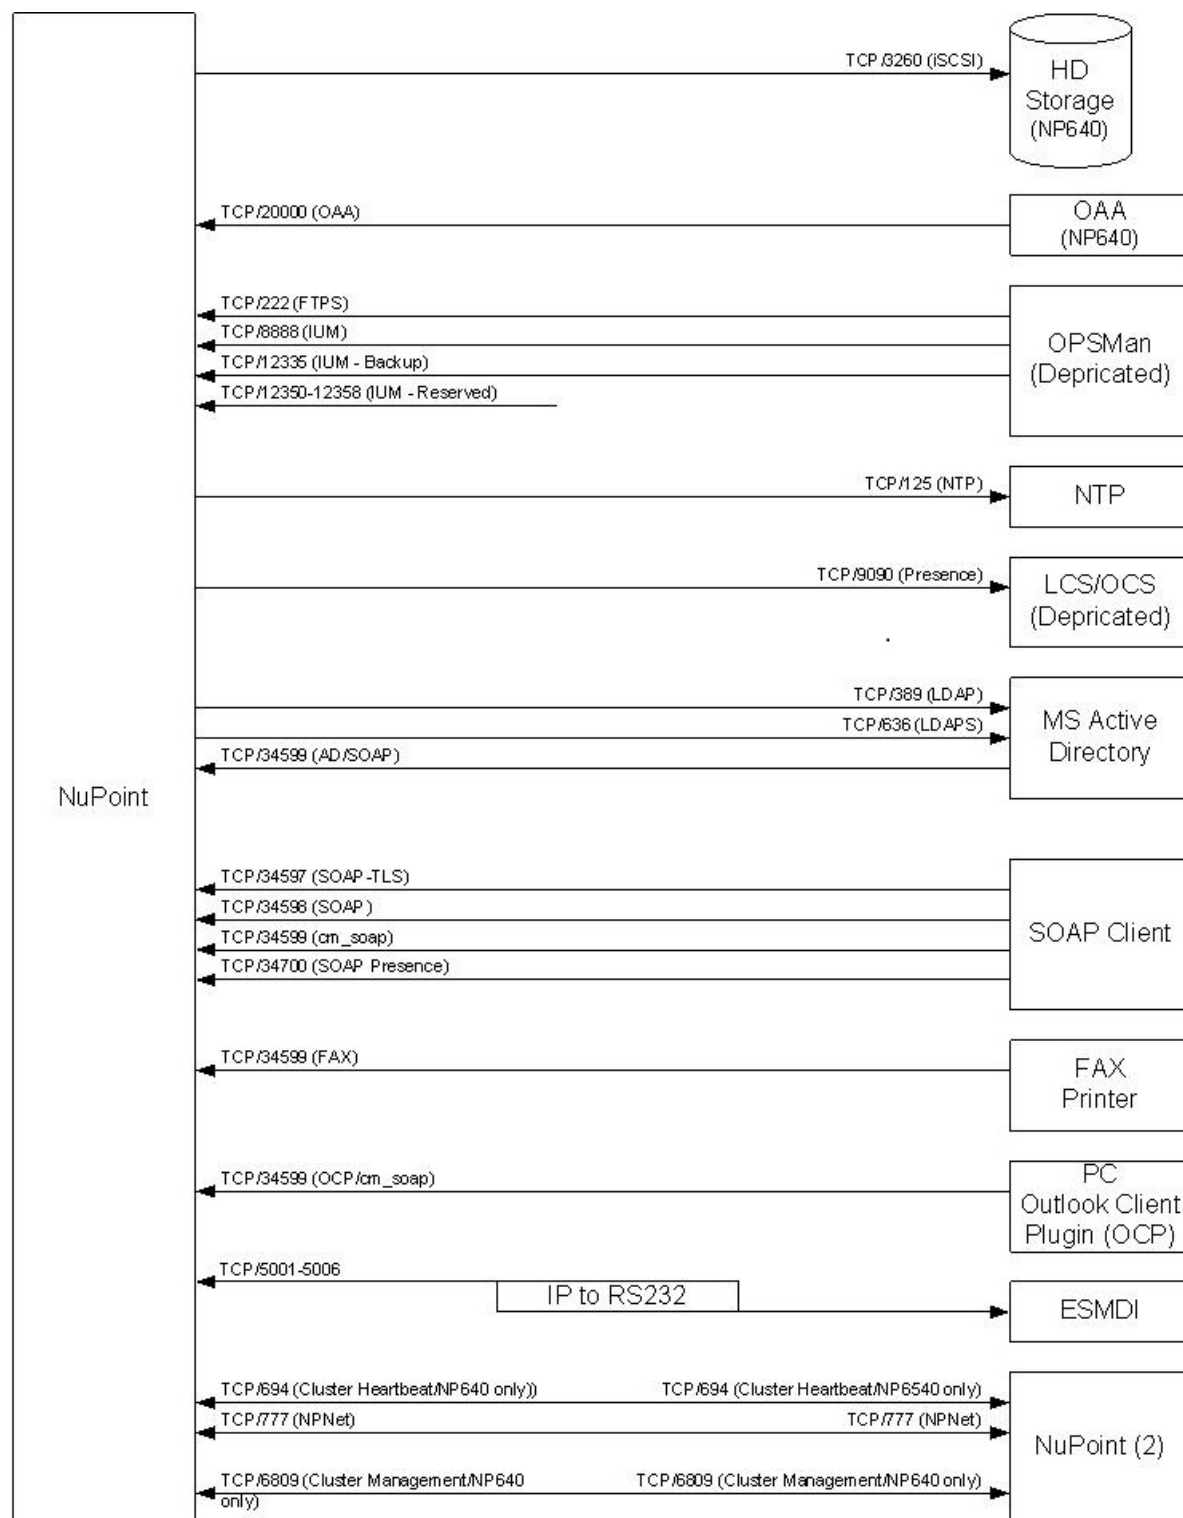 TCP/3260 (iSCSI)
HD
Storage
(NP640)
TCP/20000 (OAA)
OAA
(NP640)
TCP/222 (FTPS)
TCP/8888 (IUM)
TCP/12335 (IUM - Backup)
TCP/12350-12358 (IUM - Reserved)
OPSMan
(Depricated)
TCP/125 (NTP)
NTP
TCP/9090 (Presence)
LCS/OCS
(Depricated)
TCP/389 (LDAP)
TCP/636 (LDAPS)
TCP/34599 (AD/SOAP)
MS Active
Directory
NuPoint
TCP/34597 (SOAP-TLS)
TCP/34598 (SOAP)
TCP/34599 (cm_soap)
TCP/34700 (SOAP Presence)
SOAP Client
TCP/34599 (FAX)
FAX
Printer
TCP/34599 (OCP/cm_soap)
PC
Outlook Client
Plugin (OCP)
TCP/5001-5006
IP to RS232
ESMDI
TCP/694 (Cluster Heartbeat/NP640 only))
TCP/694 (Cluster Heartbeat/NP6540 only)
TCP/777 (NPNet)
TCP/777 (NPNet)
NuPoint (2)
TCP/6809 (Cluster Management/NP640
only)
TCP/6809 (Cluster Management/NP640 only)